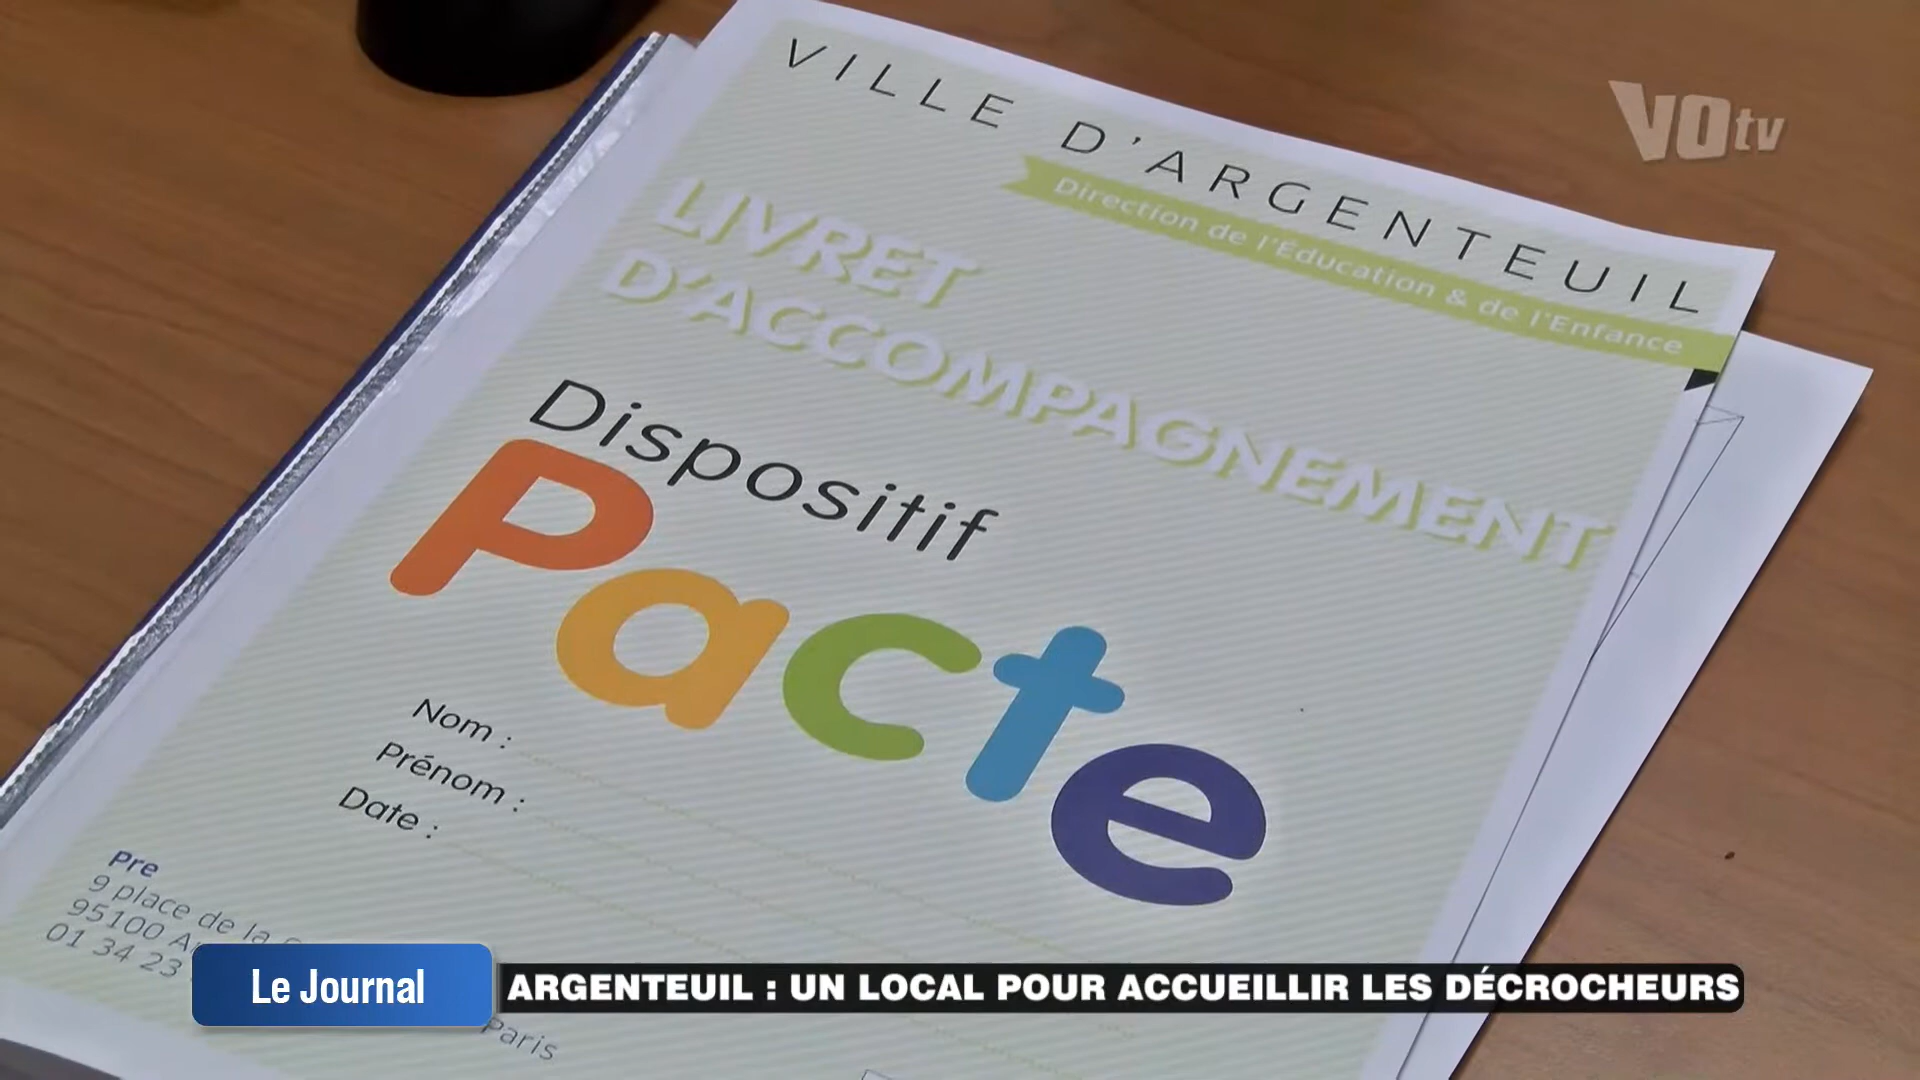 VOtv
VILLE D'ARGENTEUIL
Direction de l'Éducation & de l'Enfance
LIVRET
D'ACCOMPAGNEMENT
Dispositif
Pacte
Nom :
Prénom :
Date :
Pre
9 place de la
95100
01 34 23
Paris
Le Journal
ARGENTEUIL : UN LOCAL POUR ACCUEILLIR LES DÉCROCHEURS